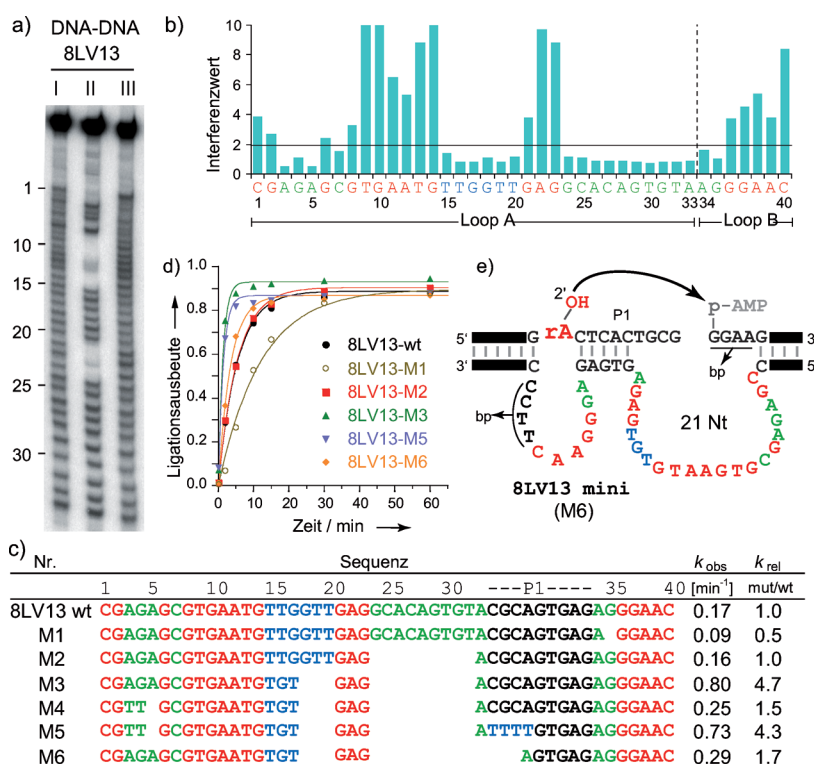 a)
DNA-DNA
8LV13
I II III
1
10
15
20
25
30
b)
Interferenzwert
10
8
6
4
2
0
CGAGAGCGTGAATGTTGGTTGAGGCACAGTGTAAGGGAAC
1 5 10 15 20 25 30 33 34 40
Loop A Loop B
d)
Ligationsausbeute
1.0
0.8
0.6
0.4
0.2
0.0
0 10 20 30 40 50 60
Zeit / min
8LV13-wt
8LV13-M1
8LV13-M2
8LV13-M3
8LV13-M5
8LV13-M6
e)
2' OH
p-AMP
P1
5' G rA CTCACTGCG GGAAG 3'
3' C GAGTG C 5'
bp
bp
CCTTCAAGGGA
AGAGTGTGTAAGTGCGAGAGC
21 Nt
8LV13 mini
(M6)
c) Nr. Sequenz k obs k rel
1 5 10 15 20 25 30 ---P1----- 35 40 [min-1] mut/wt
8LV13 wt CGAGAGCGTGAATGTTGGTTGAGGCACAGTGTACGCAGTGAGAGGGAAC 0.17 1.0
M1 CGAGAGCGTGAATGTTGGTTGAGGCACAGTGTACGCAGTGAGA GGAAC 0.09 0.5
M2 CGAGAGCGTGAATGTTGGTTGAG ACGCAGTGAGAGGGAAC 0.16 1.0
M3 CGAGAGCGTGAATGTGT GAG ACGCAGTGAGAGGGAAC 0.80 4.7
M4 CGTT GCGTGAATGTGT GAG ACGCAGTGAGAGGGAAC 0.25 1.5
M5 CGTT GCGTGAATGTGT GAG ATTTTGTGAGAGGGAAC 0.73 4.3
M6 CGAGAGCGTGAATGTGT GAG AGTGAGAGGGAAC 0.29 1.7